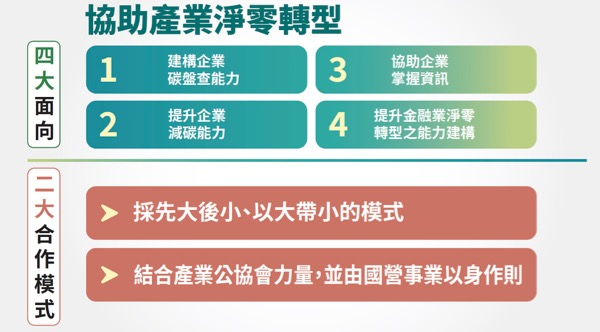 協助產業淨零轉型
四大面向
1
建構企業
碳盤查能力
2
提升企業
減碳能力
3
協助企業
掌握資訊
4
提升金融業淨零
轉型之能力建構
二大合作模式
採先大後小、以大帶小的模式
結合產業公協會力量，並由國營事業以身作則